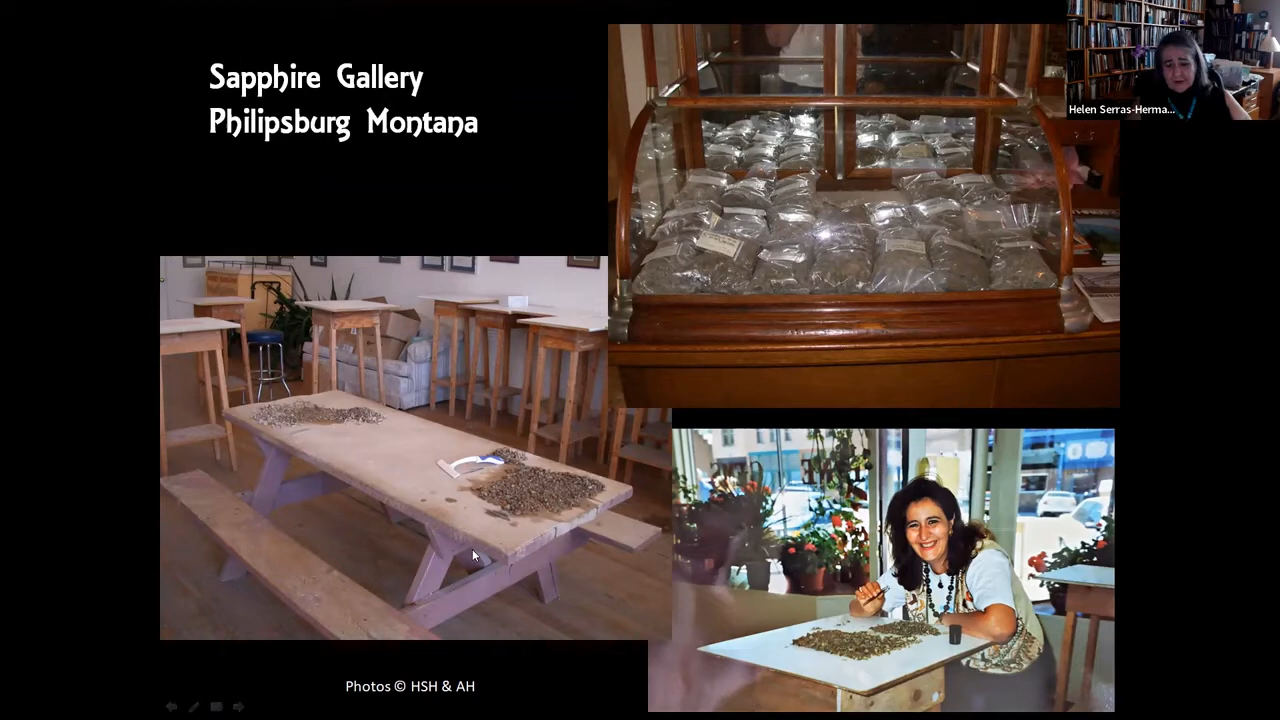 Sapphire Gallery
Philipsburg Montana
Helen Serras-Herma...
Photos © HSH & AH